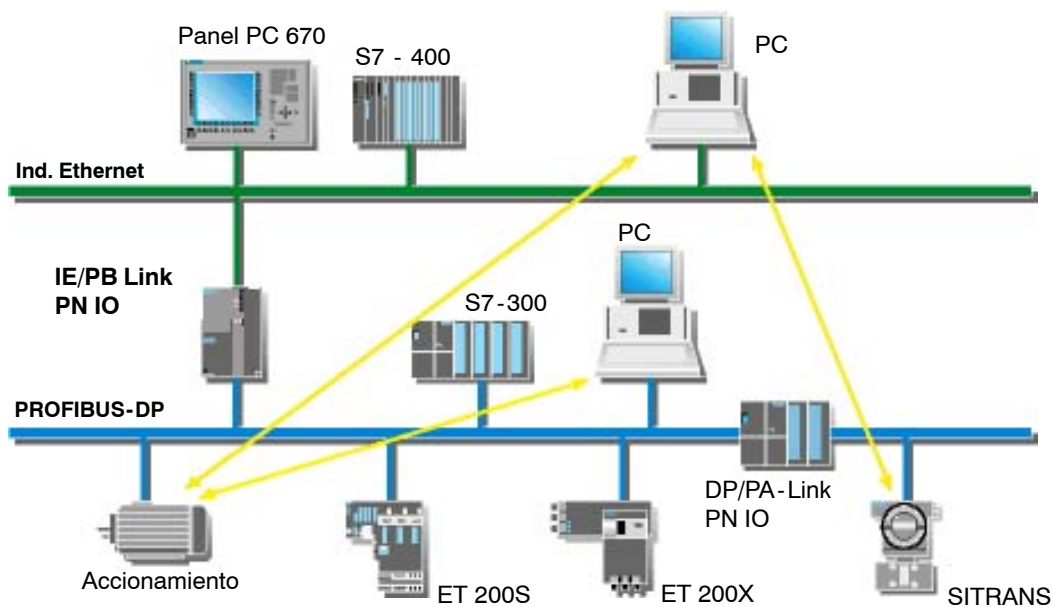 Panel PC 670
S7 - 400
PC
Ind. Ethernet
PC
IE/PB Link
PN IO
S7-300
PROFIBUS-DP
DP/PA-Link
PN IO
Accionamiento
ET 200S
ET 200X
SITRANS